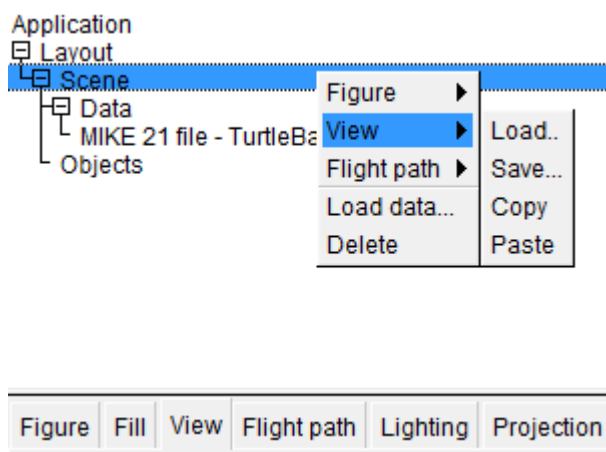 Application
Layout
Scene
Data
MIKE 21 file - TurtleBa
Objects
Figure
View
Flight path
Load data...
Delete
Load..
Save...
Copy
Paste
Figure Fill View Flight path Lighting Projection